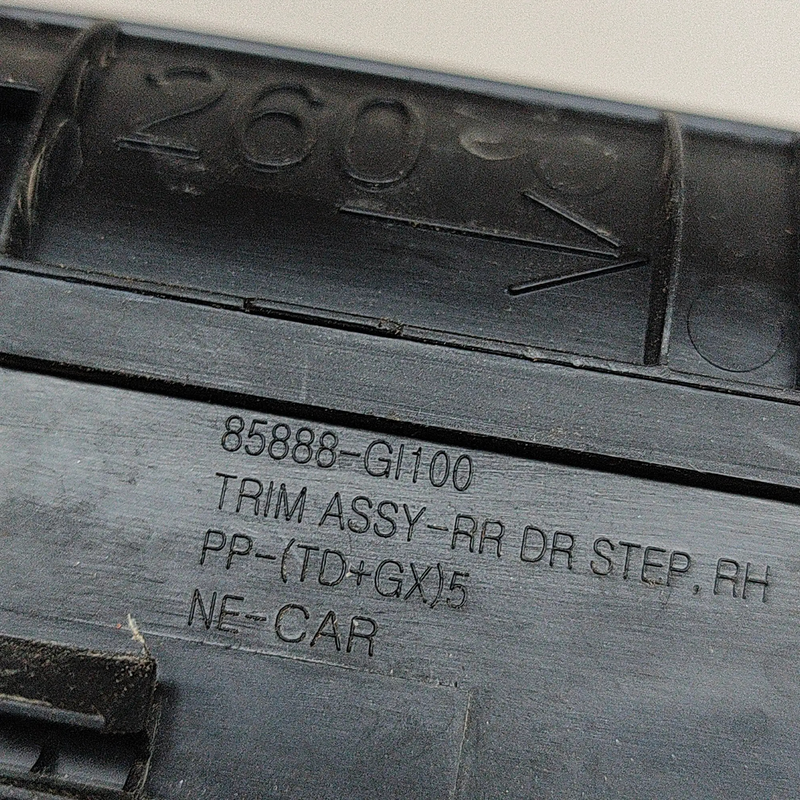 260
85888-GI100
TRIM ASSY-RR DR STEP, RH
PP-(TD+GX)5
NE-CAR